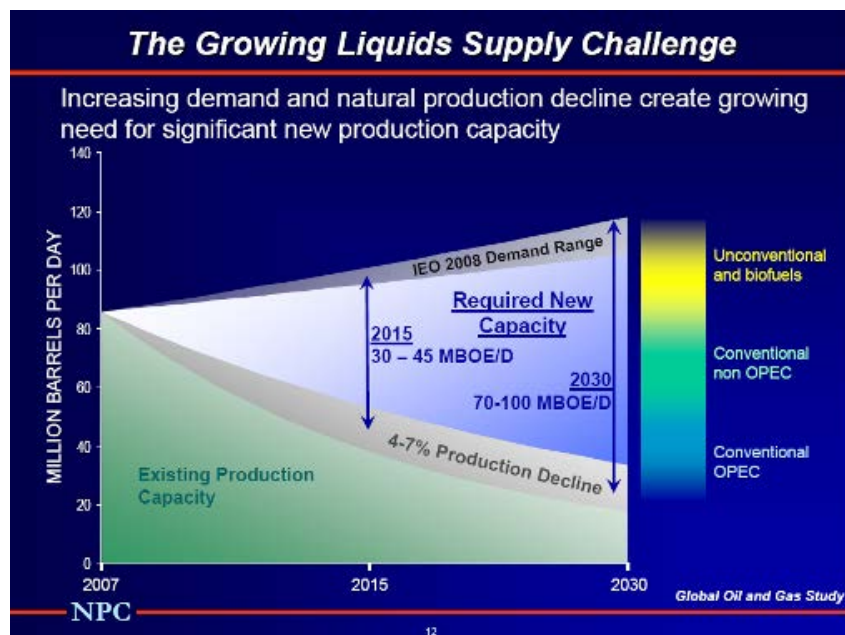 The Growing Liquids Supply Challenge
Increasing demand and natural production decline create growing
need for significant new production capacity
MILLION BARRELS PER DAY
140
120
100
80
60
40
20
0
2007
2015
2030
IEO 2008 Demand Range
Required New
Capacity
2015
30 – 45 MBOE/D
2030
70-100 MBOE/D
4-7% Production Decline
Existing Production
Capacity
Unconventional
and biofuels
Conventional
non OPEC
Conventional
OPEC
Global Oil and Gas Study
NPC
12